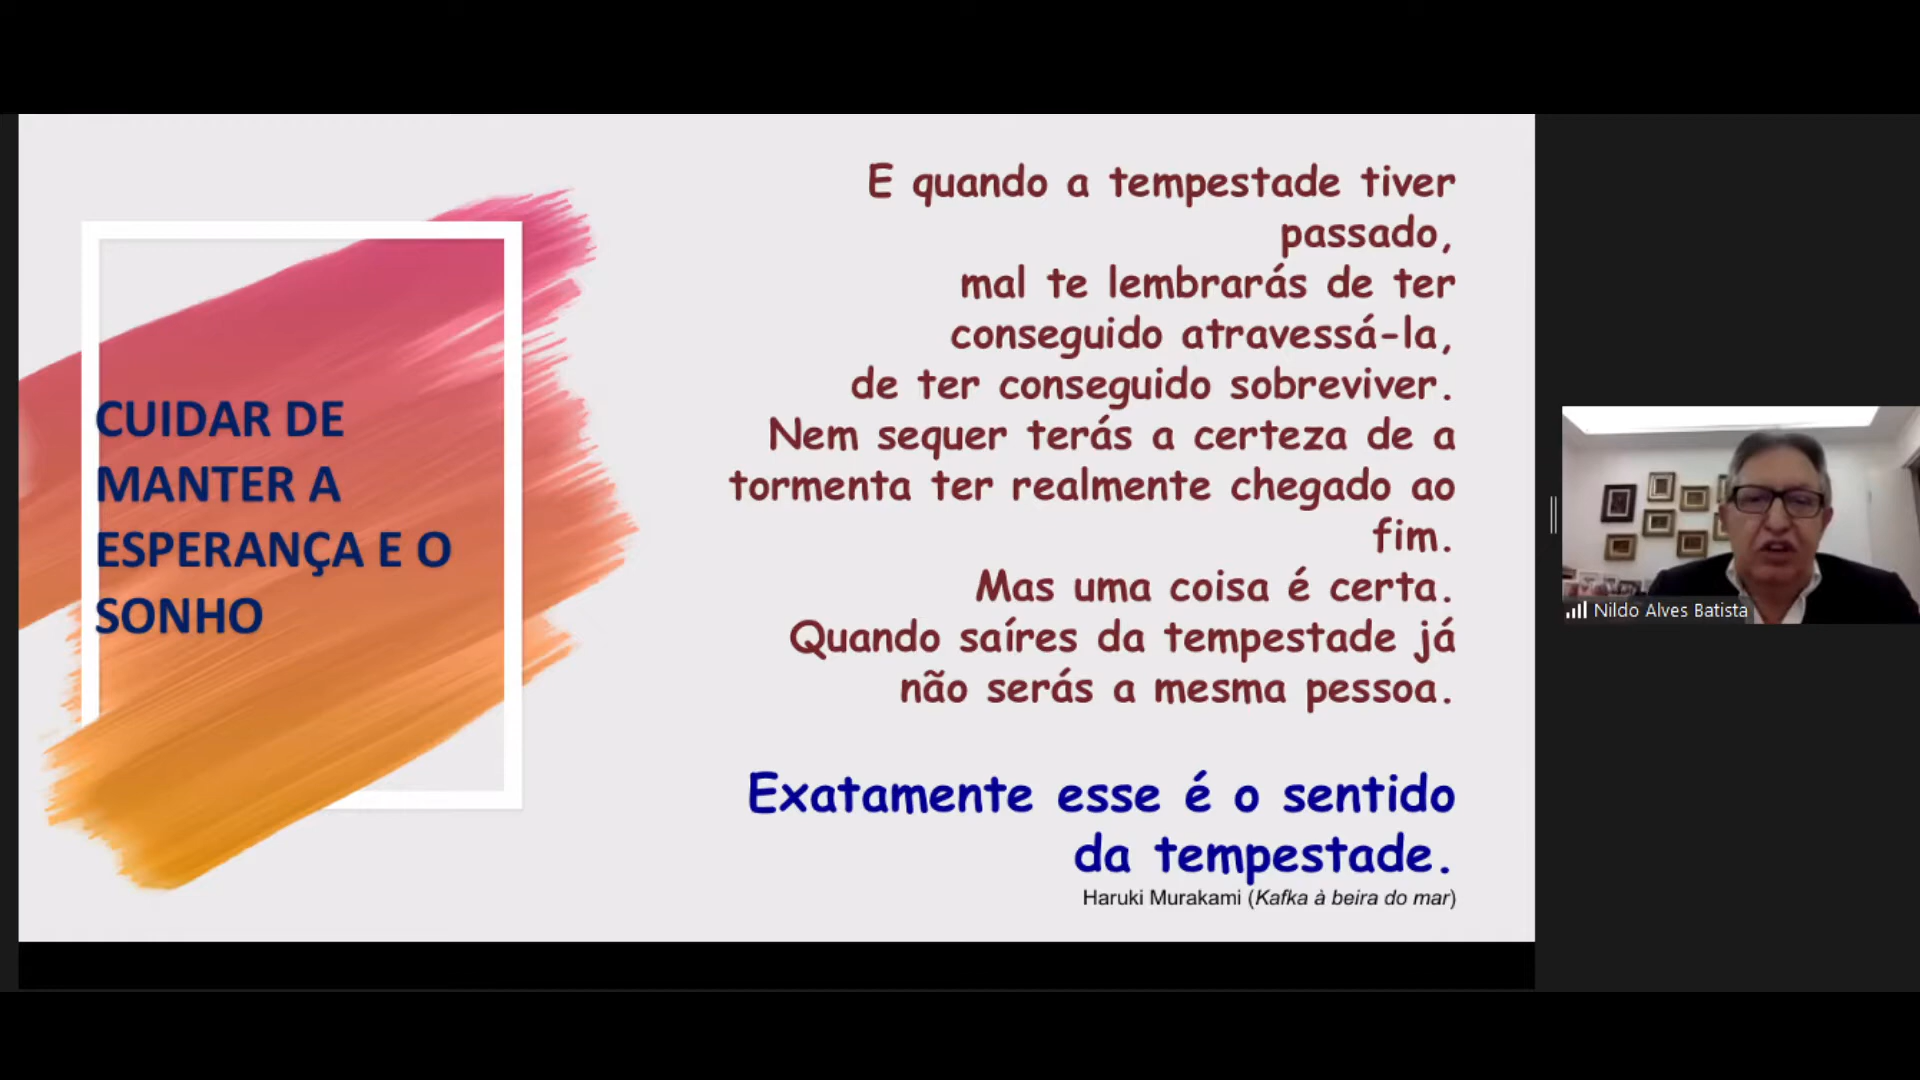 CUIDAR DE
MANTER A
ESPERANÇA E O
SONHO
E quando a tempestade tiver
passado,
mal te lembrarás de ter
conseguido atravessá-la,
de ter conseguido sobreviver.
Nem sequer terás a certeza de a
tormenta ter realmente chegado ao
fim.
Mas uma coisa é certa.
Quando saíres da tempestade já
não serás a mesma pessoa.
Exatamente esse é o sentido
da tempestade.
Haruki Murakami (Kafka à beira do mar)
Nildo Alves Batista